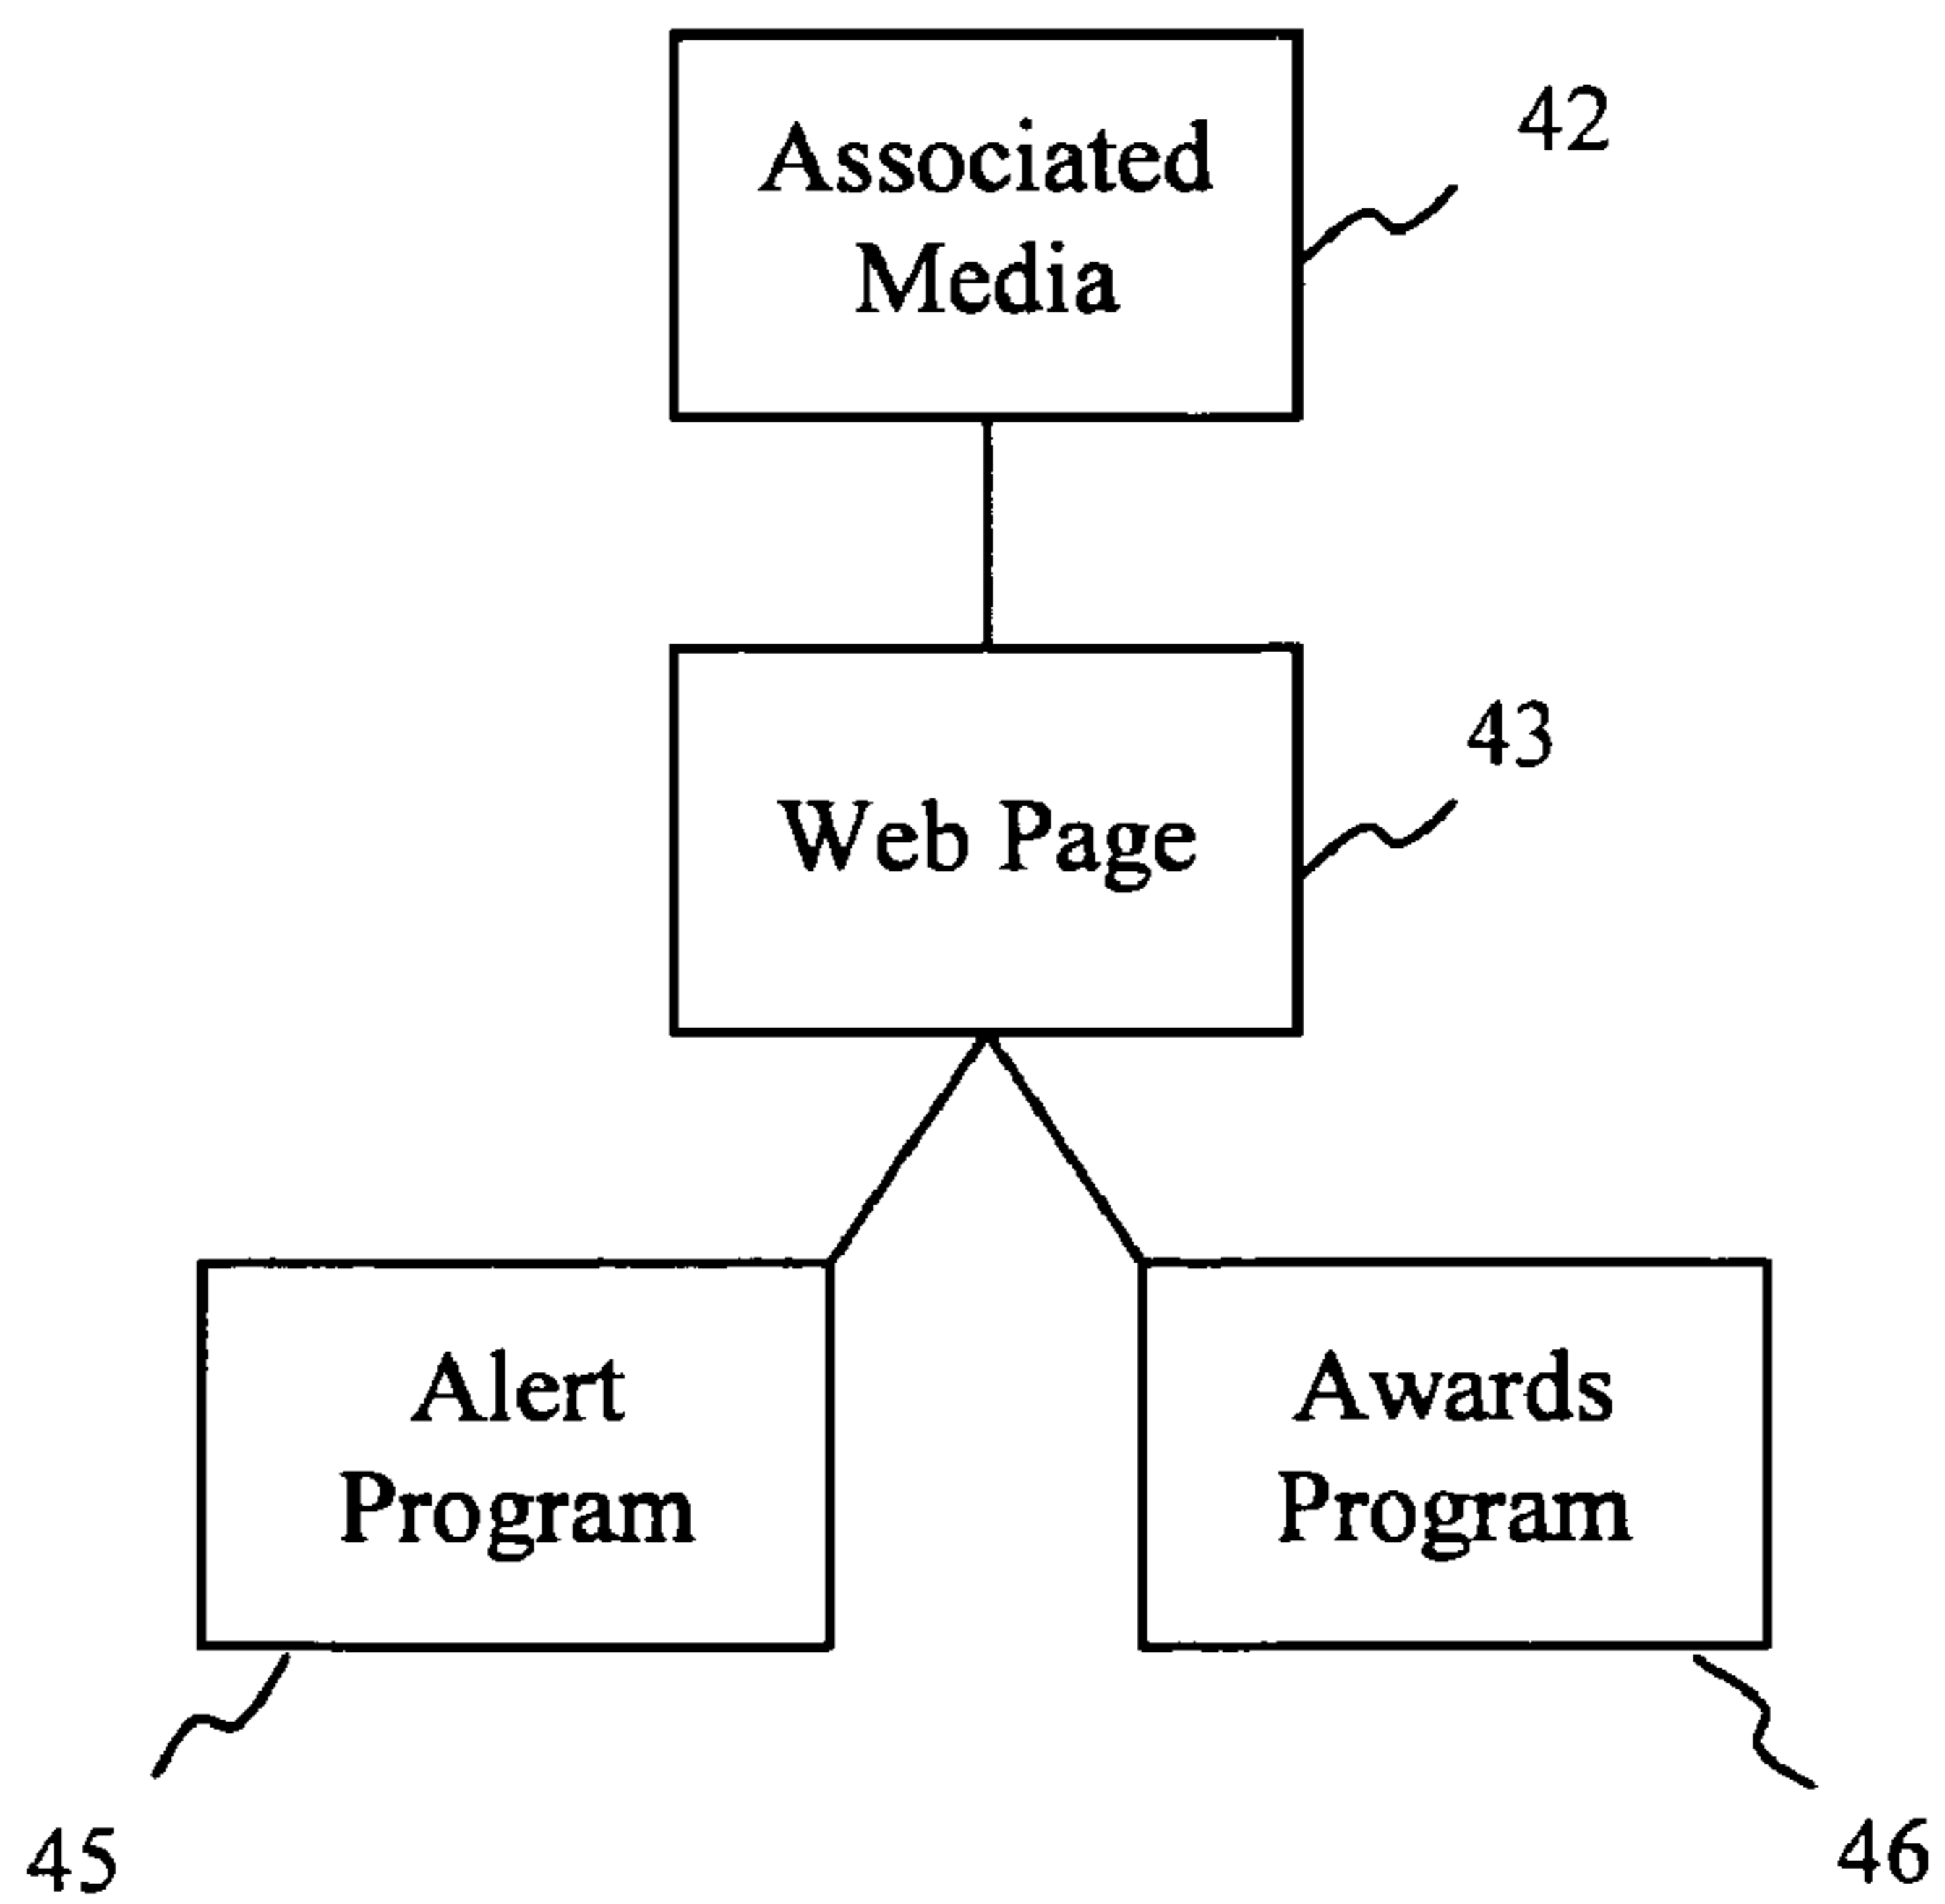 Associated
Media
42
Web Page
43
Alert
Program
Awards
Program
45
46